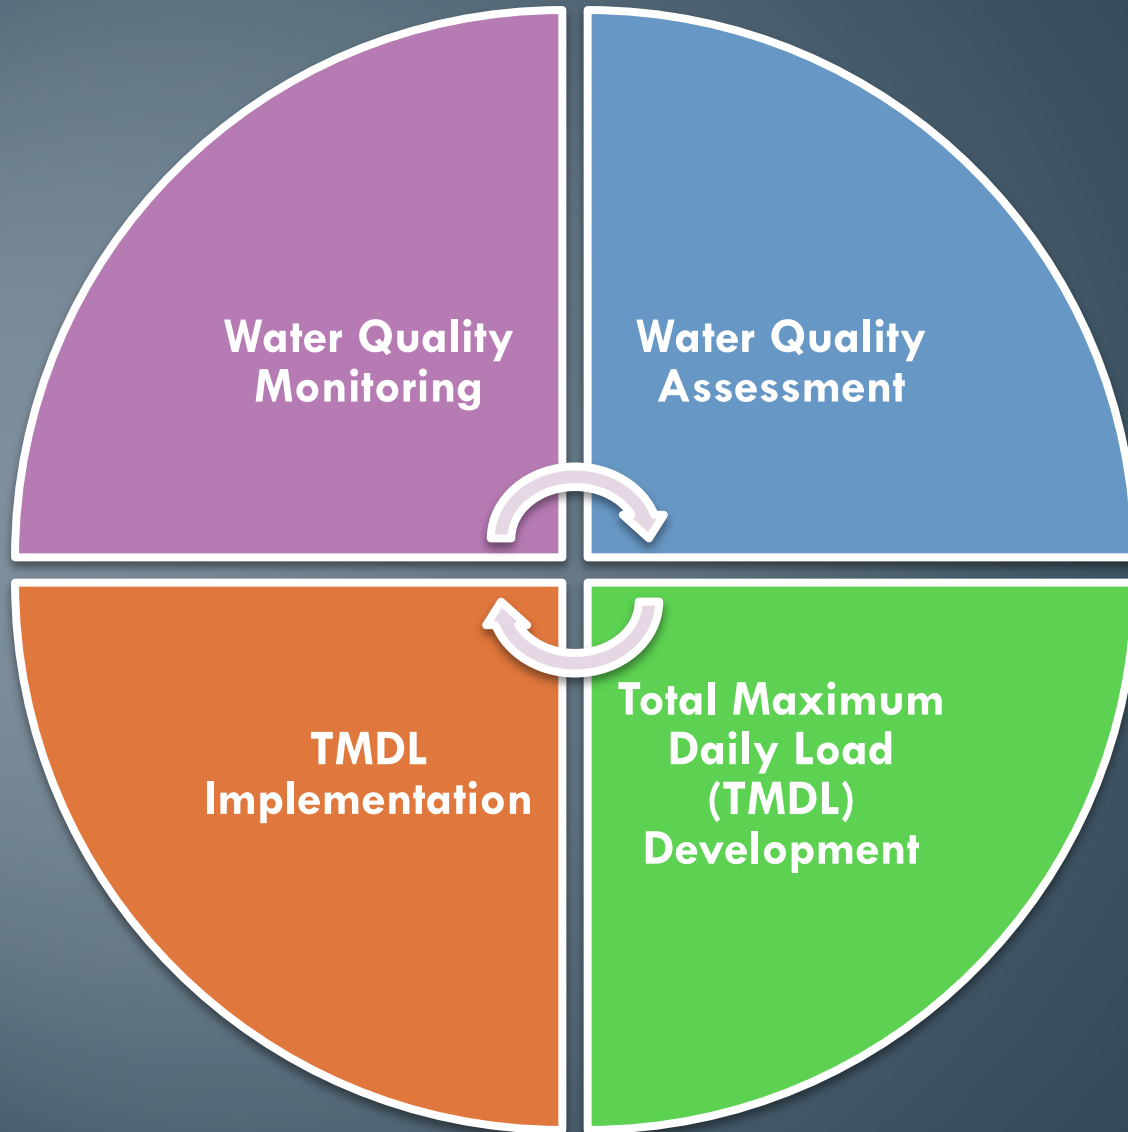 Water Quality
Monitoring
Water Quality
Assessment
TMDL
Implementation
Total Maximum
Daily Load
(TMDL)
Development